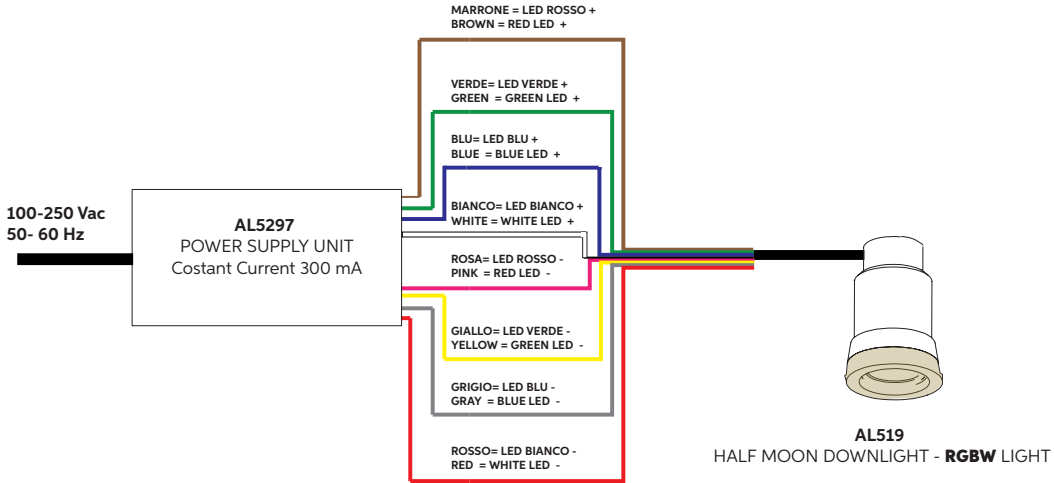 MARRONE = LED ROSSO +
BROWN = RED LED +
VERDE= LED VERDE +
GREEN = GREEN LED +
BLU= LED BLU +
BLUE = BLUE LED +
100-250 Vac
50- 60 Hz
AL5297
POWER SUPPLY UNIT
Costant Current 300 mA
BIANCO= LED BIANCO +
WHITE = WHITE LED +
ROSA= LED ROSSO -
PINK = RED LED -
GIALLO= LED VERDE -
YELLOW = GREEN LED -
GRIGIO= LED BLU -
GRAY = BLUE LED -
ROSSO= LED BIANCO -
RED = WHITE LED -
AL519
HALF MOON DOWNLIGHT - RGBW LIGHT